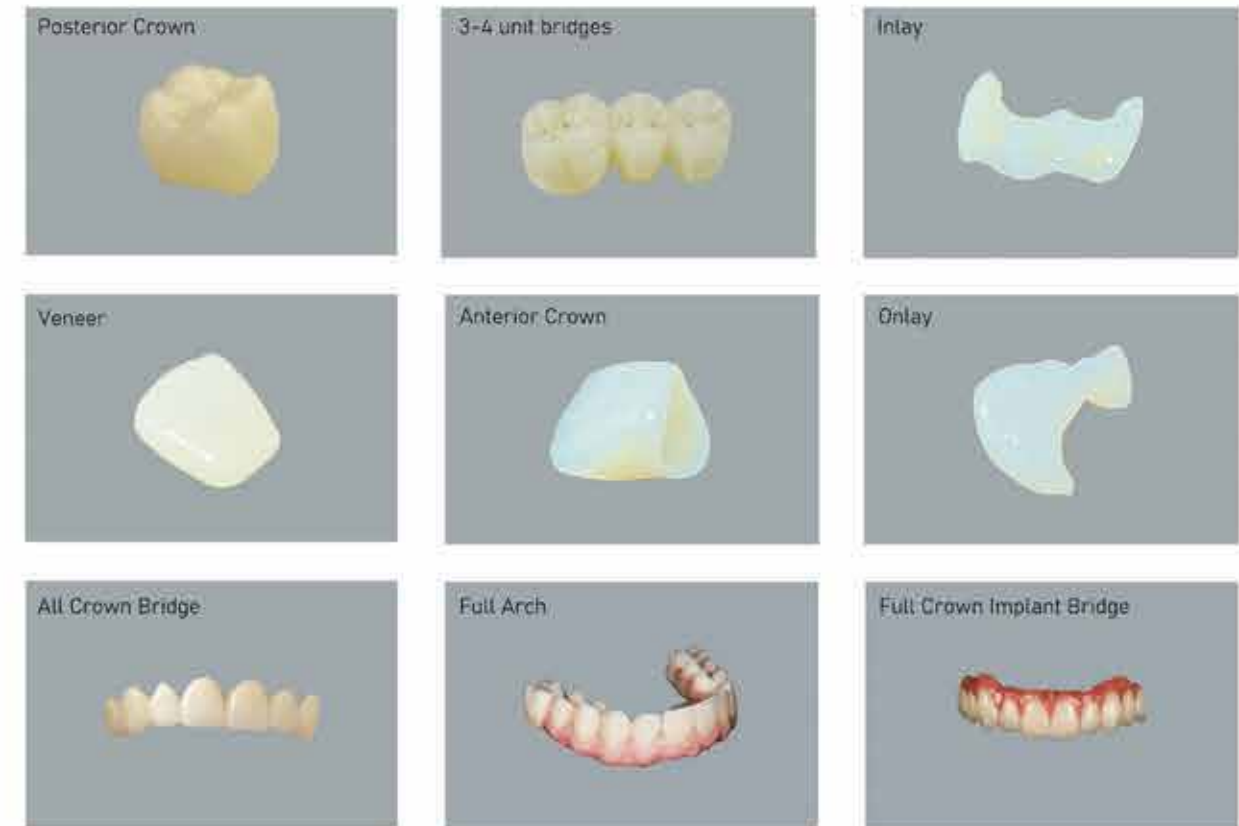 Posterior Crown
3-4 unit bridges
Inlay
Veneer
Anterior Crown
Onlay
All Crown Bridge
Full Arch
Full Crown Implant Bridge